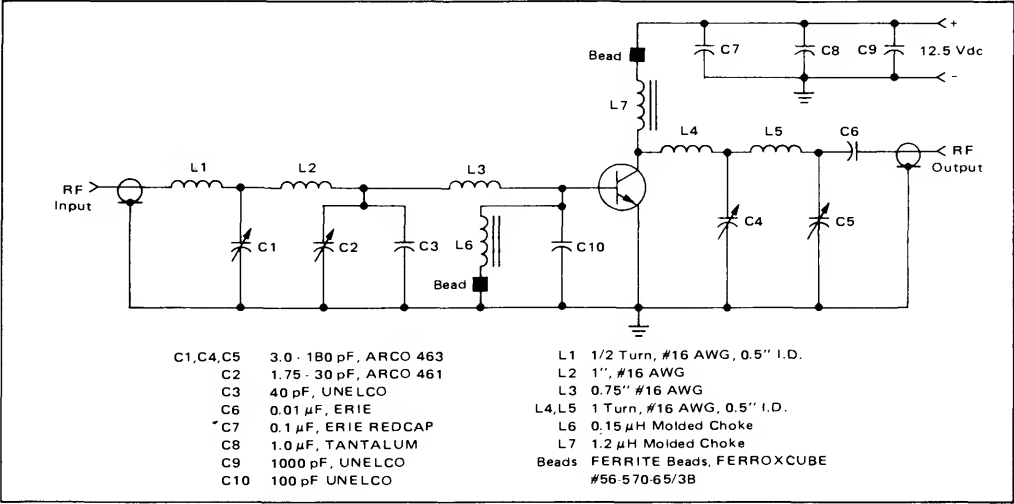 Bead
C7
C8
C9
+
12.5 Vdc
-
L7
L4
L5
C6
RF
Output
L1
L2
L3
RF
Input
C1
C2
C3
L6
C10
C4
C5
Bead
C1,C4,C5 3.0 - 180 pF, ARCO 463
C2 1.75 - 30 pF, ARCO 461
C3 40 pF, UNELCO
C6 0.01 μF, ERIE
C7 0.1 μF, ERIE REDCAP
C8 1.0 μF, TANTALUM
C9 1000 pF, UNELCO
C10 100 pF UNELCO
L1 1/2 Turn, #16 AWG, 0.5" I.D.
L2 1", #16 AWG
L3 0.75" #16 AWG
L4,L5 1 Turn, #16 AWG, 0.5" I.D.
L6 0.15 μH Molded Choke
L7 1.2 μH Molded Choke
Beads FERRITE Beads, FERROXCUBE
#56-570-65/3B